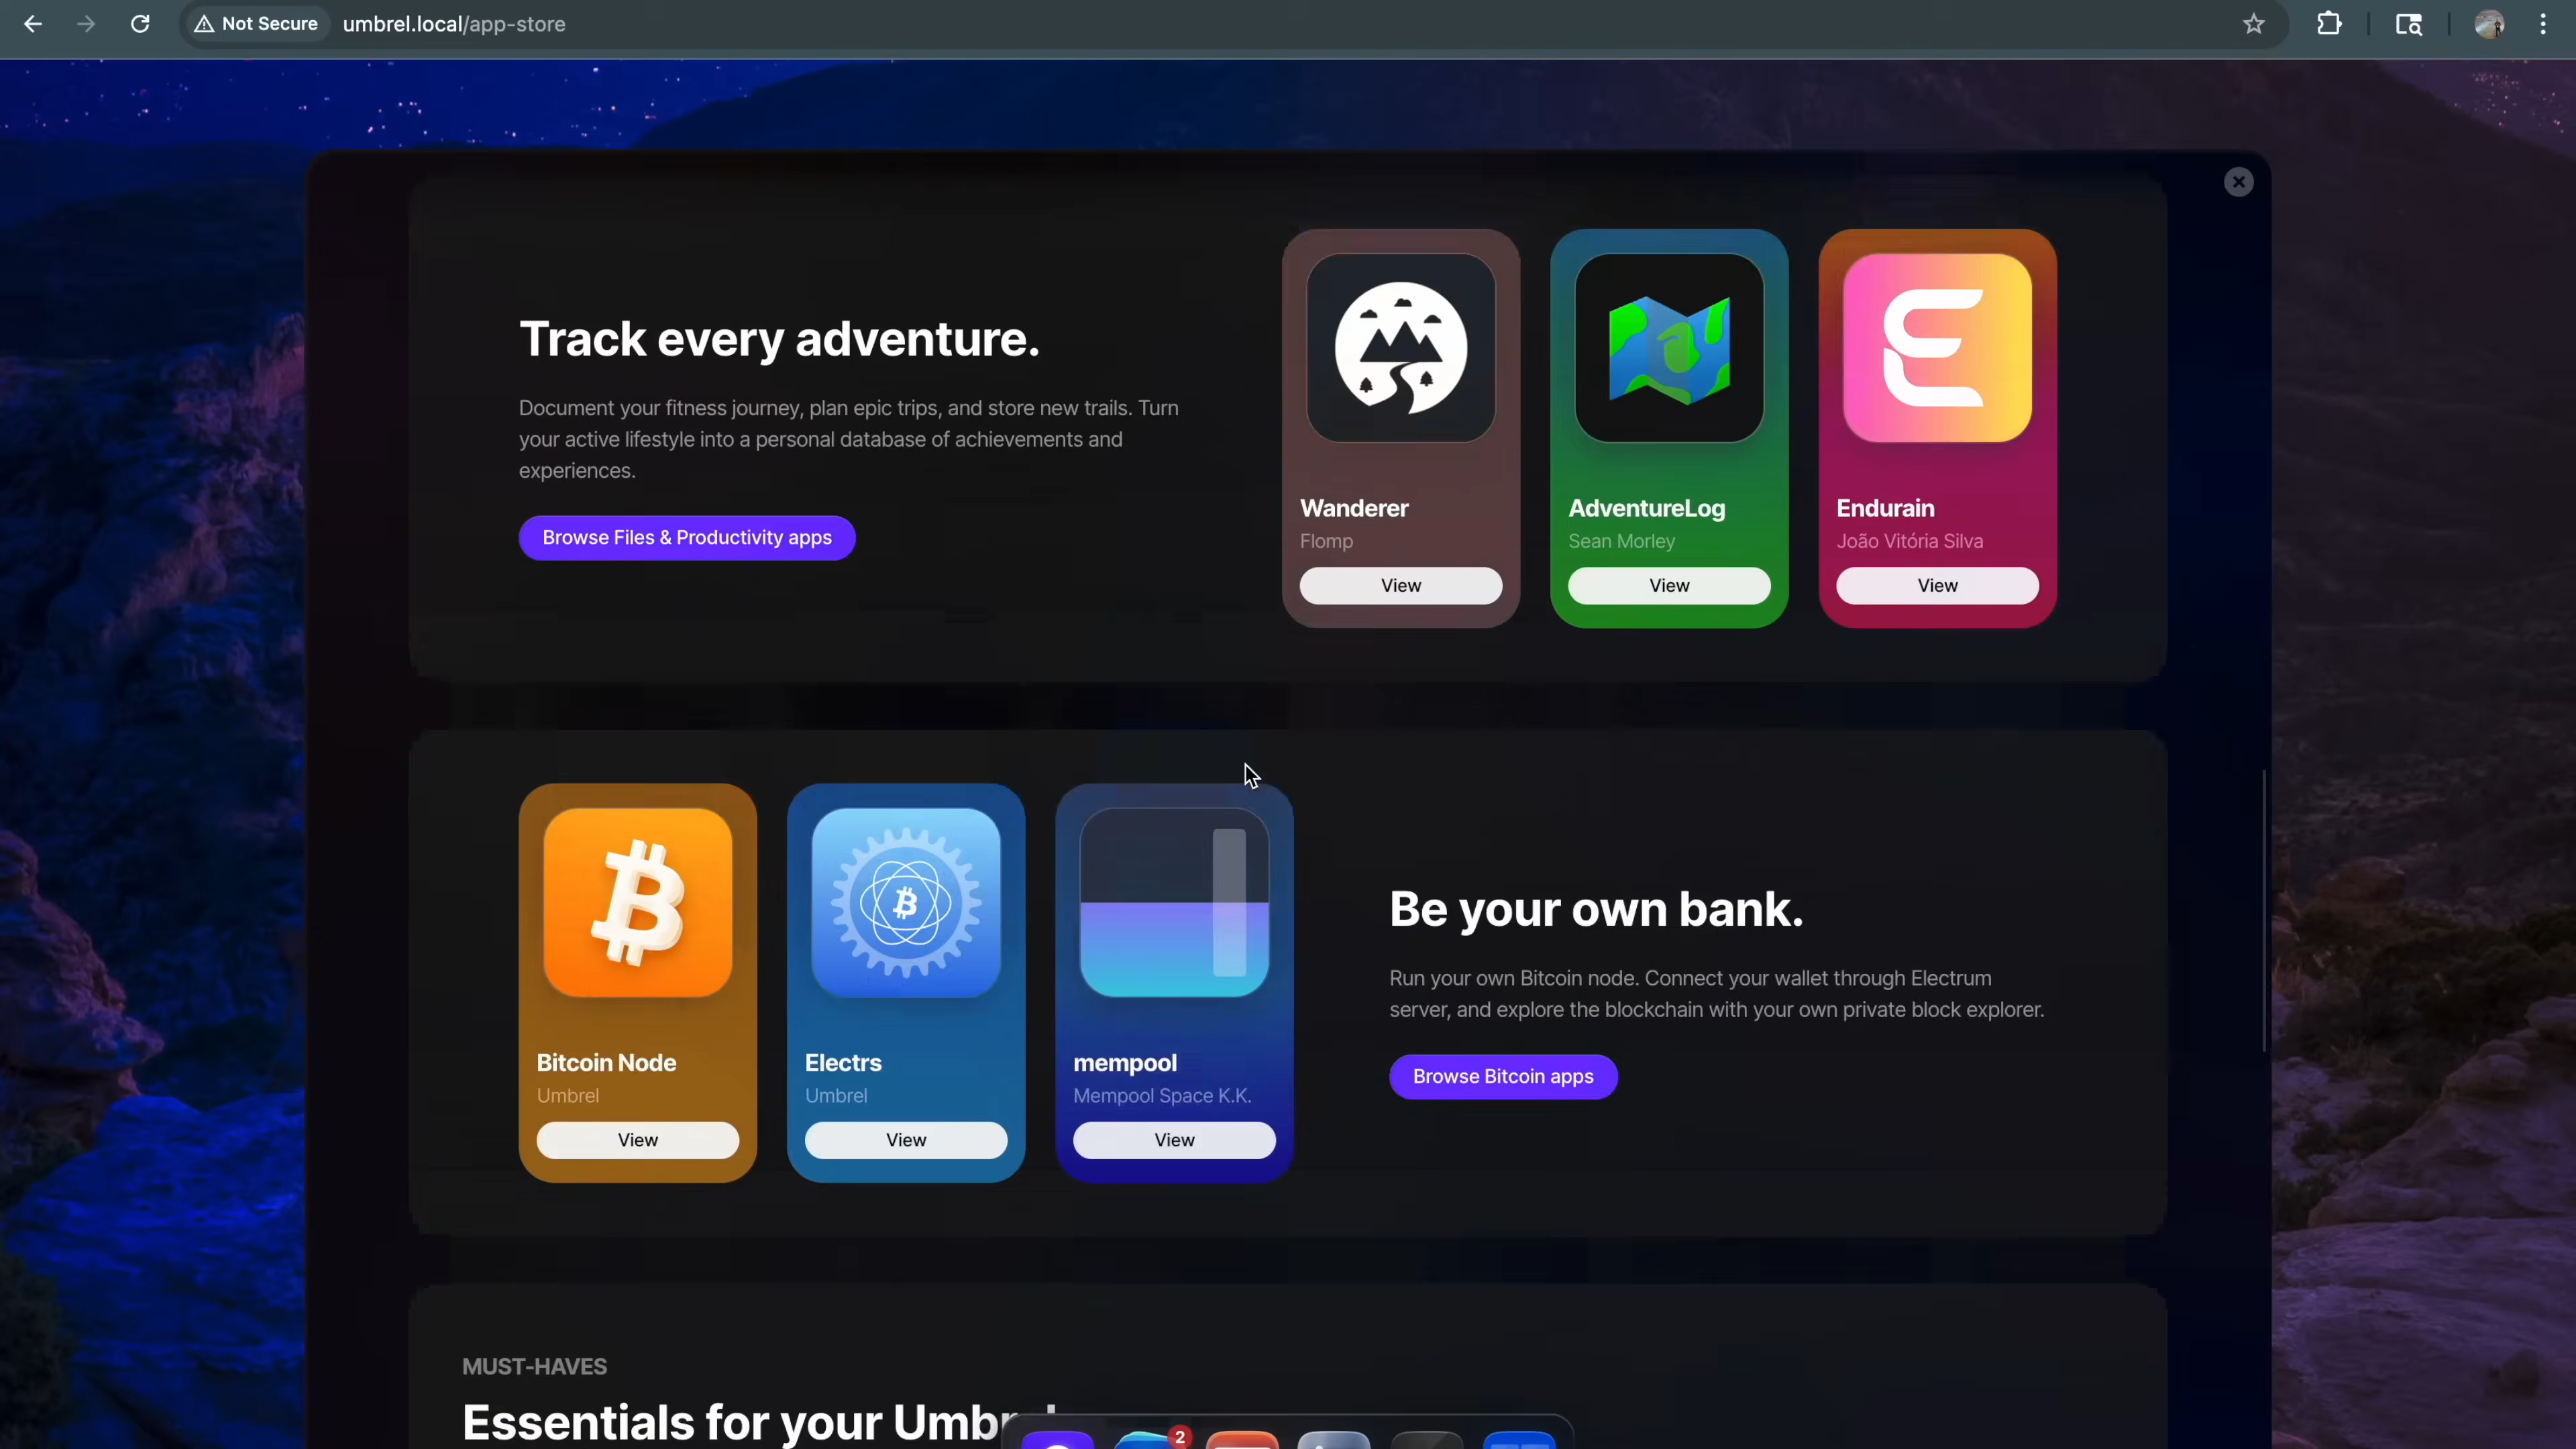 Not Secure
umbrel.local/app-store
Track every adventure.
Document your fitness journey, plan epic trips, and store new trails. Turn
your active lifestyle into a personal database of achievements and
experiences.
Browse Files & Productivity apps
Wanderer
Flomp
View
AdventureLog
Sean Morley
View
Endurain
João Vitória Silva
View
Bitcoin Node
Umbrel
View
Electrs
Umbrel
View
mempool
Mempool Space K.K.
View
Be your own bank.
Run your own Bitcoin node. Connect your wallet through Electrum
server, and explore the blockchain with your own private block explorer.
Browse Bitcoin apps
MUST-HAVES
Essentials for your Umbrel
2